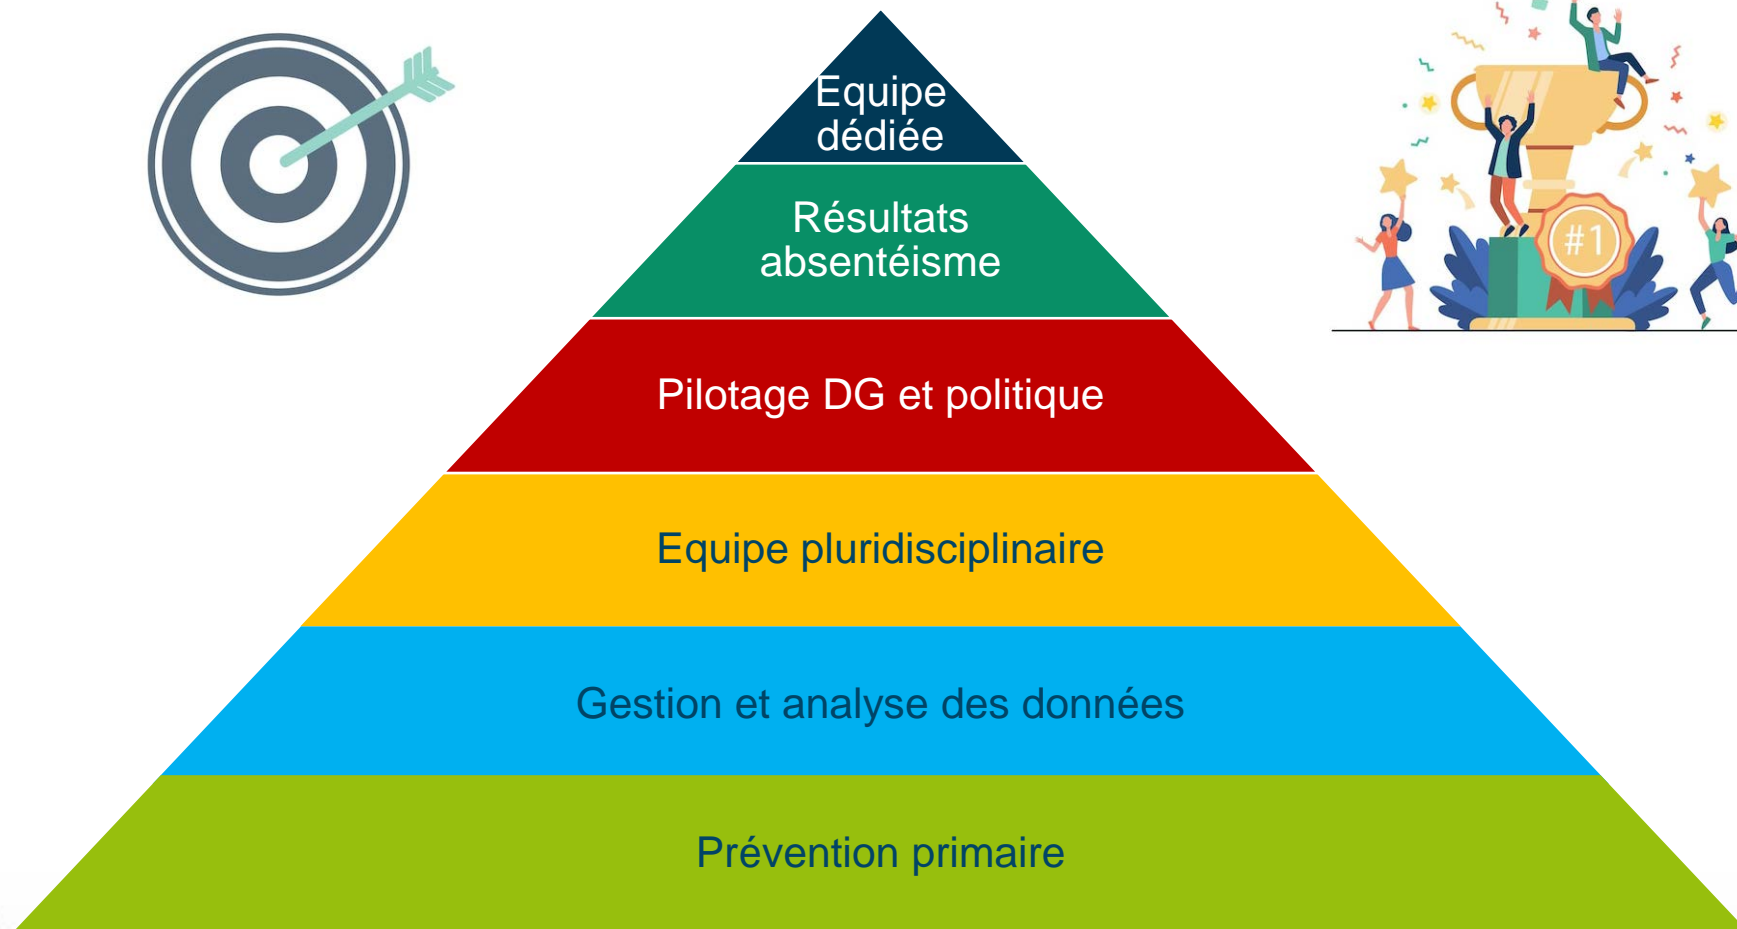 Equipe
dédiée
Résultats
absentéisme
#1
Pilotage DG et politique
Equipe pluridisciplinaire
Gestion et analyse des données
Prévention primaire